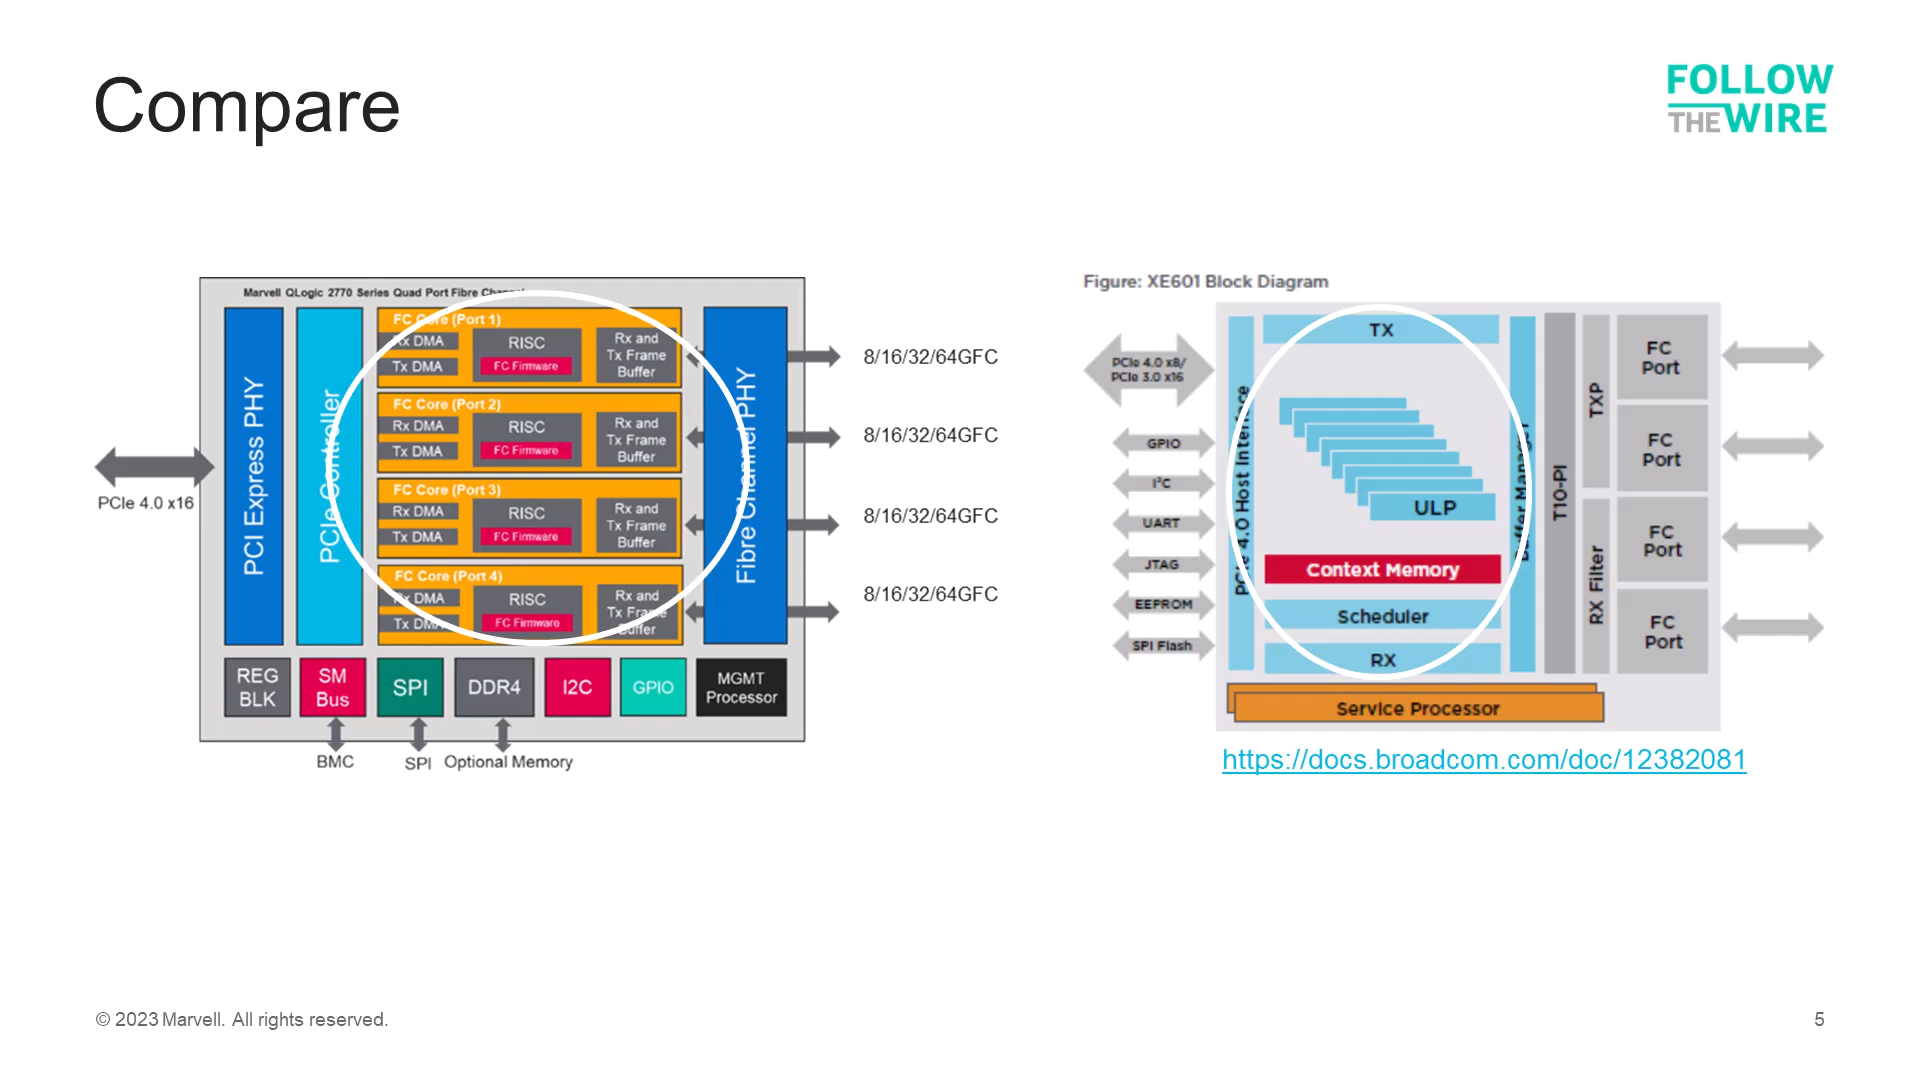 Compare
FOLLOW
THE WIRE
Marvell QLogic 2770 Series Quad Port Fibre Channel
PCIe 4.0 x16
PCI Express PHY
PCIe Controller
FC Core (Port 1)
Rx DMA
Tx DMA
RISC
FC Firmware
Rx and
Tx Frame
Buffer
FC Core (Port 2)
Rx DMA
Tx DMA
RISC
FC Firmware
Rx and
Tx Frame
Buffer
FC Core (Port 3)
Rx DMA
Tx DMA
RISC
FC Firmware
Rx and
Tx Frame
Buffer
FC Core (Port 4)
Rx DMA
Tx DMA
RISC
FC Firmware
Rx and
Tx Frame
Buffer
Fibre Channel PHY
8/16/32/64GFC
8/16/32/64GFC
8/16/32/64GFC
8/16/32/64GFC
REG
BLK
SM
Bus
SPI
DDR4
I2C
GPIO
MGMT
Processor
BMC
SPI
Optional Memory
Figure: XE601 Block Diagram
PCIe 4.0 x8/
PCIe 3.0 x16
GPIO
I²C
UART
JTAG
EEPROM
SPI Flash
PCIe 4.0 Host Interface
TX
ULP
Context Memory
Scheduler
RX
Buffer Manager
T10-PI
TXP
RX Filter
FC
Port
FC
Port
FC
Port
FC
Port
Service Processor
https://docs.broadcom.com/doc/12382081
© 2023 Marvell. All rights reserved.
5